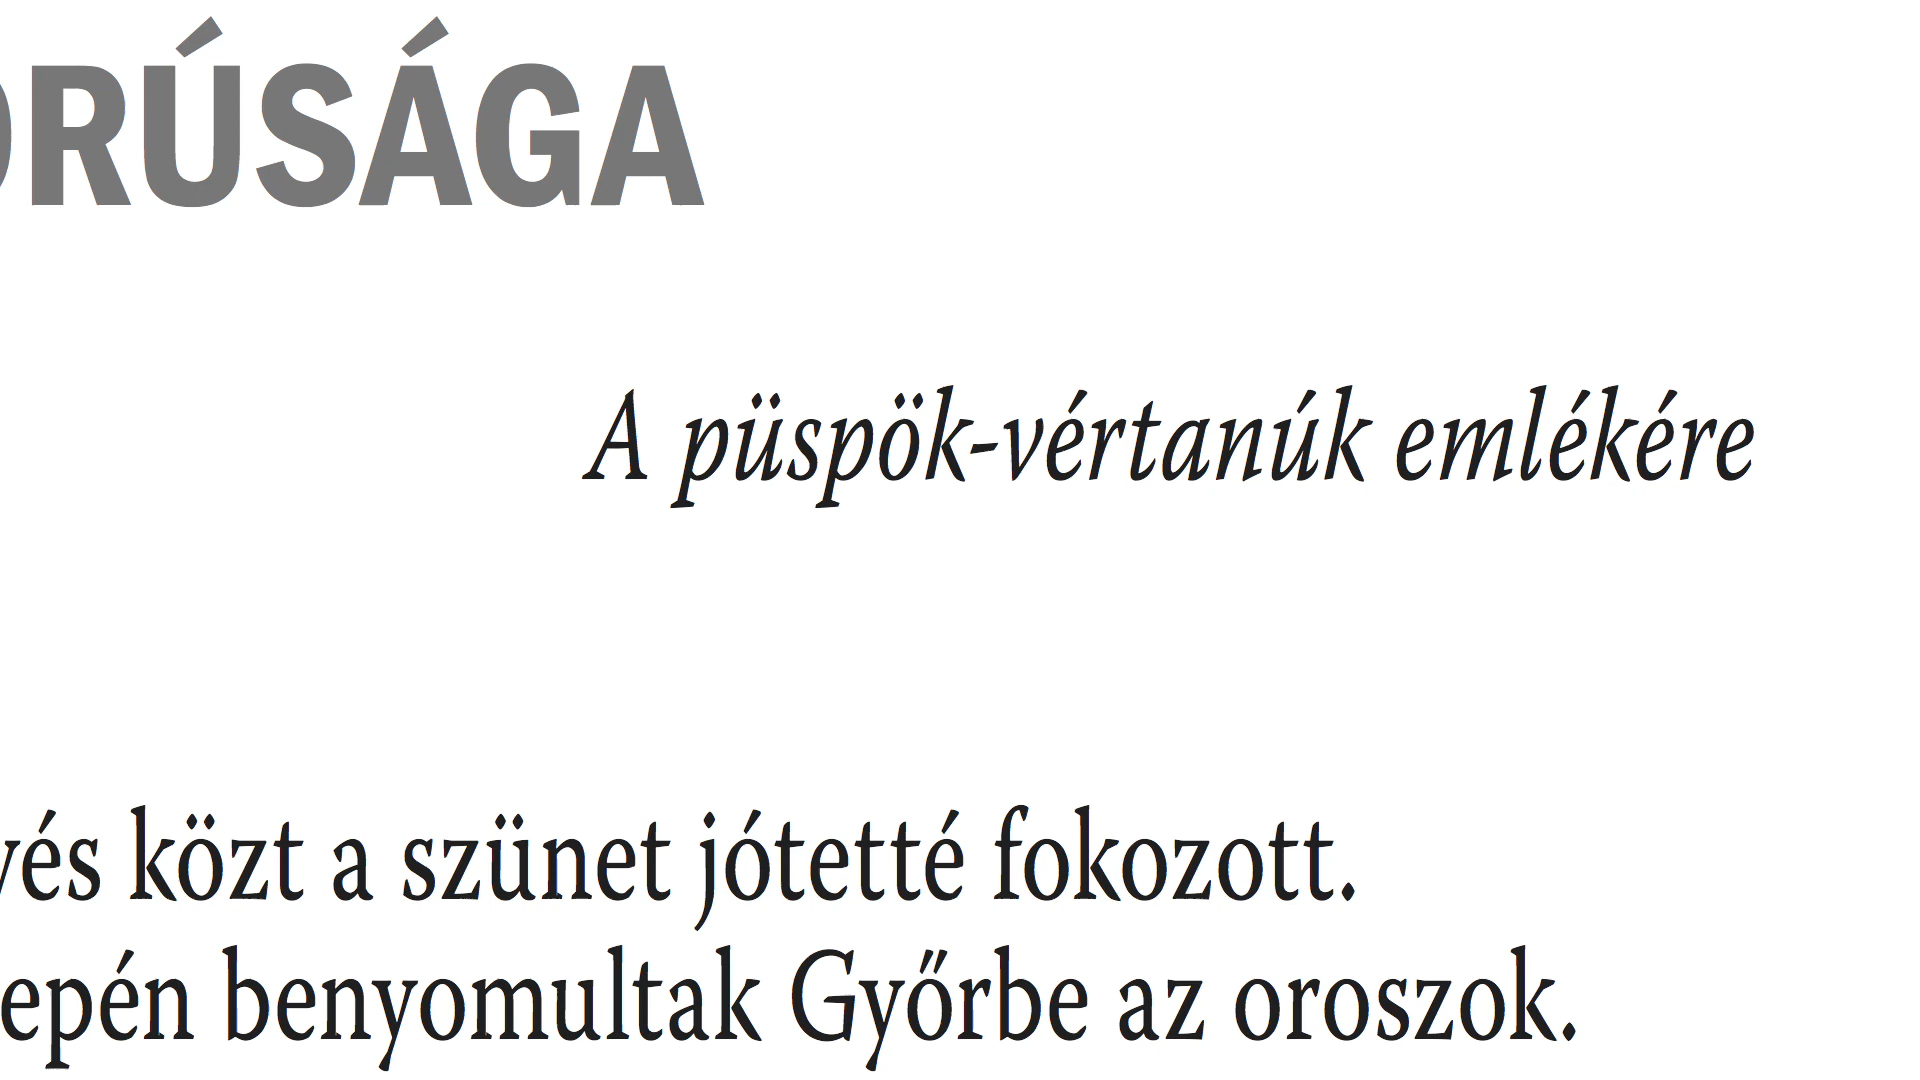 ORÚSÁGA
A püspök-vértanúk emlékére
vés közt a szünet jótetté fokozott.
epén benyomultak Győrbe az oroszok.